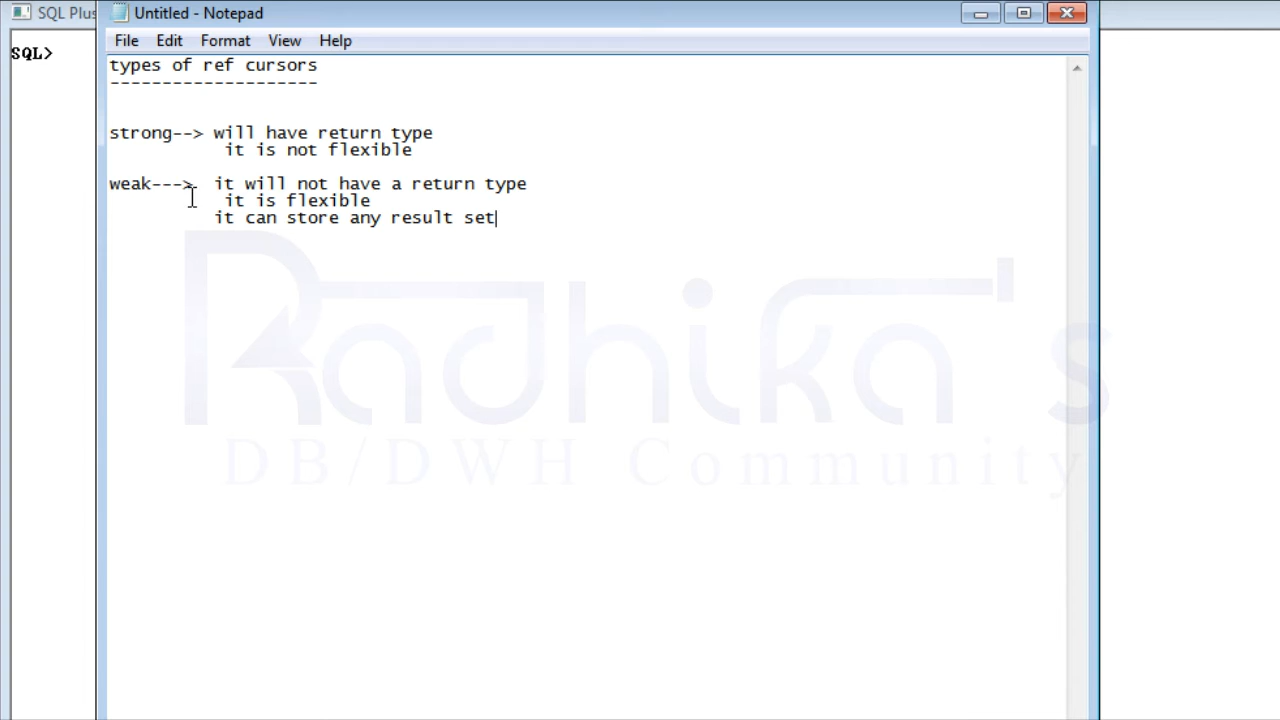 SQL Plus
Untitled - Notepad
File Edit Format View Help
SQL>
types of ref cursors
--------------------
strong--> will have return type
it is not flexible
weak---> it will not have a return type
it is flexible
it can store any result set
Radhika's
DB/DWH Community